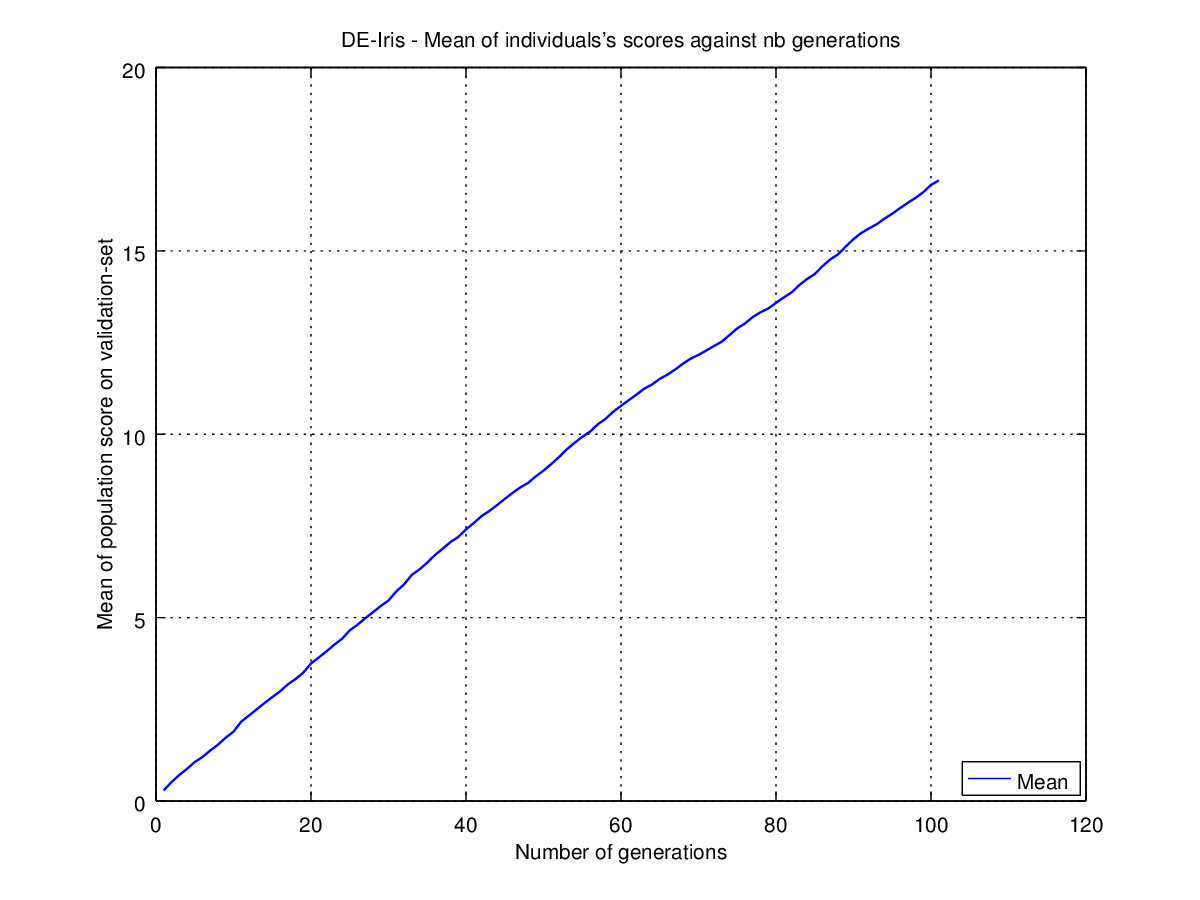 DE-Iris - Mean of individuals's scores against nb generations
20
15
10
5
0
Mean of population score on validation-set
0 20 40 60 80 100 120
Number of generations
Mean